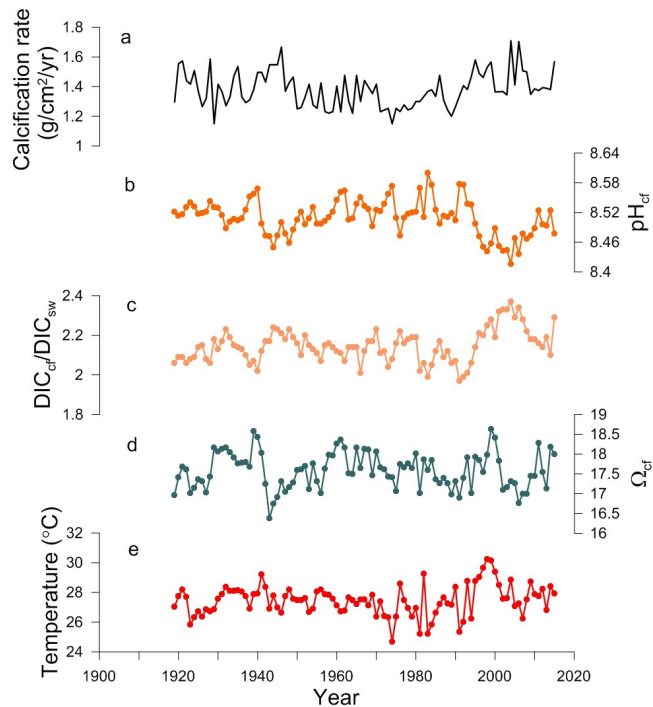 Calcification rate
(g/cm²/yr)
1.8
1.6
1.4
1.2
1
a
b
8.64
8.58
8.52
8.46
8.4
pHcf
DICcf/DICsw
2.4
2.2
2
1.8
c
d
19
18.5
18
17.5
17
16.5
16
Ωcf
Temperature (°C)
32
30
28
26
24
e
1900 1920 1940 1960 1980 2000 2020
Year